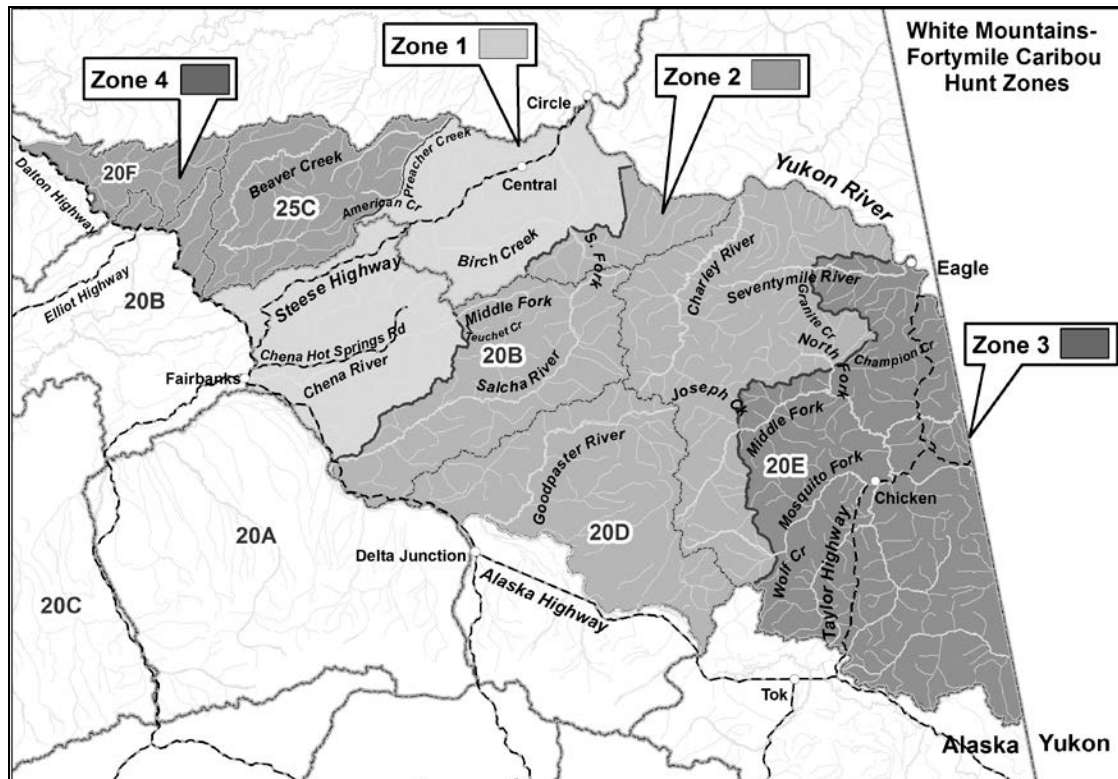 White Mountains-
Fortymile Caribou
Hunt Zones
Zone 1
Zone 4
Zone 2
Circle
Preacher Creek
Dalton Highway
20F
Beaver Creek
Central
Yukon River
25C
American Cr
Birch Creek
S. Fork
Charley River
Eagle
Steese Highway
Seventymile River
Elliot Highway
20B
Middle Fork
Granite Cr
Teuchet Cr
Zone 3
Chena Hot Springs Rd
20B
North Fork
Champion Cr
Chena River
Salcha River
Fairbanks
Joseph Ck
Middle Fork
Goodpaster River
20E
Mosquito Fork
Chicken
20A
20D
Delta Junction
Wolf Cr
Taylor Highway
Alaska Highway
20C
Tok
Alaska
Yukon